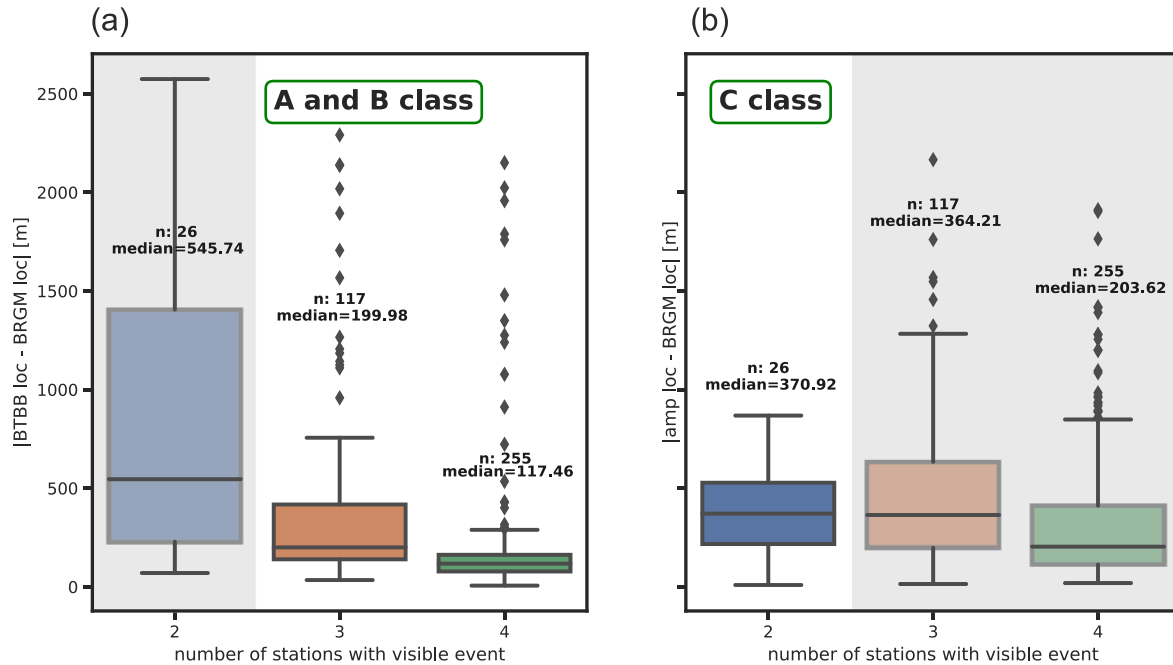 (a)
A and B class
|BTBB loc - BRGM loc| [m]
2500
2000
1500
1000
500
0
n: 26
median=545.74
n: 117
median=199.98
n: 255
median=117.46
2
3
4
number of stations with visible event
(b)
C class
|amp loc - BRGM loc| [m]
n: 26
median=370.92
n: 117
median=364.21
n: 255
median=203.62
2
3
4
number of stations with visible event